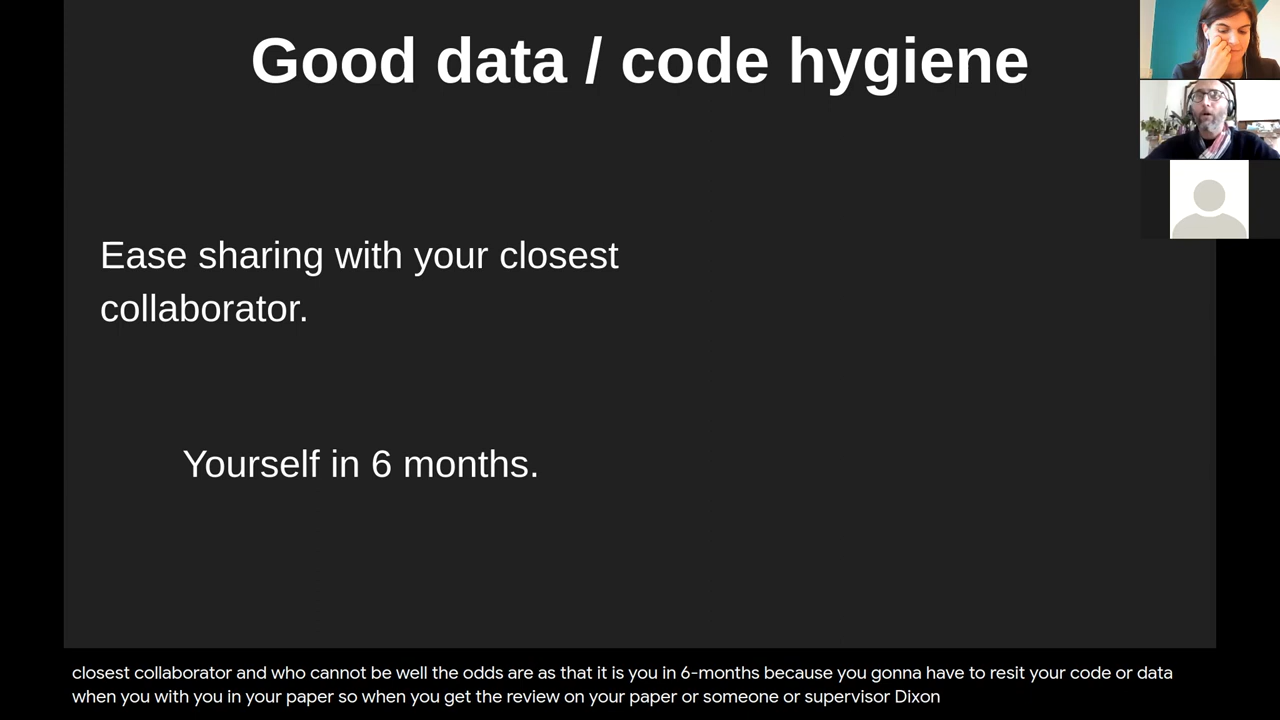 Good data / code hygiene
Ease sharing with your closest
collaborator.
Yourself in 6 months.
closest collaborator and who cannot be well the odds are as that it is you in 6-months because you gonna have to resit your code or data
when you with you in your paper so when you get the review on your paper or someone or supervisor Dixon